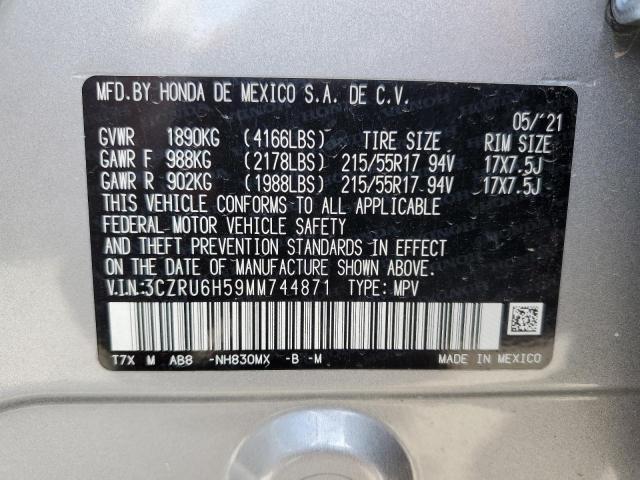 MFD.BY HONDA DE MEXICO S.A. DE C.V.
05/'21
GVWR 1890KG (4166LBS) TIRE SIZE RIM SIZE
GAWR F 988KG (2178LBS) 215/55R17 94V 17X7.5J
GAWR R 902KG (1988LBS) 215/55R17 94V 17X7.5J
THIS VEHICLE CONFORMS TO ALL APPLICABLE
FEDERAL MOTOR VEHICLE SAFETY
AND THEFT PREVENTION STANDARDS IN EFFECT
ON THE DATE OF MANUFACTURE SHOWN ABOVE.
V.I.N:3CZRU6H59MM744871 TYPE: MPV
T7X M AB8 -NH830MX -B -M MADE IN MEXICO